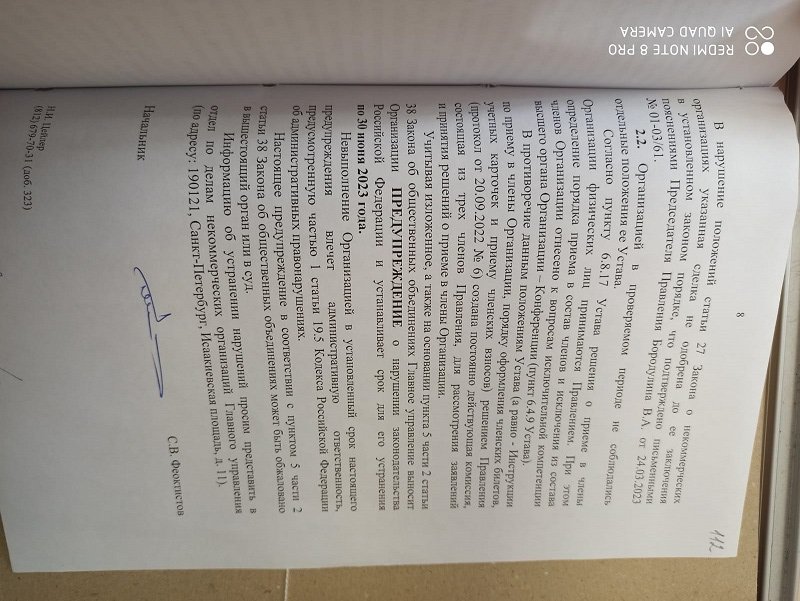 8
112
В нарушение положений статьи 27 Закона о некоммерческих
организациях указанная сделка не одобрена до ее заключения
в установленном законом порядке, что подтверждено письменными
пояснениями Председателя Правления Бородулина В.А. от 24.03.2023
№ 01-03/61.
2.2. Организацией в проверяемом периоде не соблюдались
отдельные положения ее Устава.
Согласно пункту 6.8.17 Устава решения о приеме в члены
Организации физических лиц принимаются Правлением. При этом
определение порядка приема в состав членов и исключения из состава
членов Организации отнесено к вопросам исключительной компетенции
высшего органа Организации – Конференции (пункт 6.4.9 Устава).
В противоречие данным положениям Устава (а равно - Инструкции
по приему в члены Организации, порядку оформления членских билетов,
учетных карточек и приему членских взносов) решением Правления
(протокол от 20.09.2022 № 6) создана постоянно действующая комиссия,
состоящая из трех членов Правления, для рассмотрения заявлений
и принятия решений о приеме в члены Организации.
Учитывая изложенное, а также на основании пункта 5 части 2 статьи
38 Закона об общественных объединениях Главное управление выносит
Организации ПРЕДУПРЕЖДЕНИЕ о нарушении законодательства
Российской Федерации и устанавливает срок для его устранения
по 30 июня 2023 года.
Невыполнение Организацией в установленный срок настоящего
предупреждения влечет административную ответственность,
предусмотренную частью 1 статьи 19.5 Кодекса Российской Федерации
об административных правонарушениях.
Настоящее предупреждение в соответствии с пунктом 5 части 2
статьи 38 Закона об общественных объединениях может быть обжаловано
в вышестоящий орган или в суд.
Информацию об устранении нарушений просим представить в
отдел по делам некоммерческих организаций Главного управления
(по адресу: 190121, Санкт-Петербург, Исаакиевская площадь, д. 11).
Начальник
С.В. Феоктистов
Н.И. Цейзер
(812) 679-70-31 (доб. 323)
REDMI NOTE 8 PRO
AI QUAD CAMERA